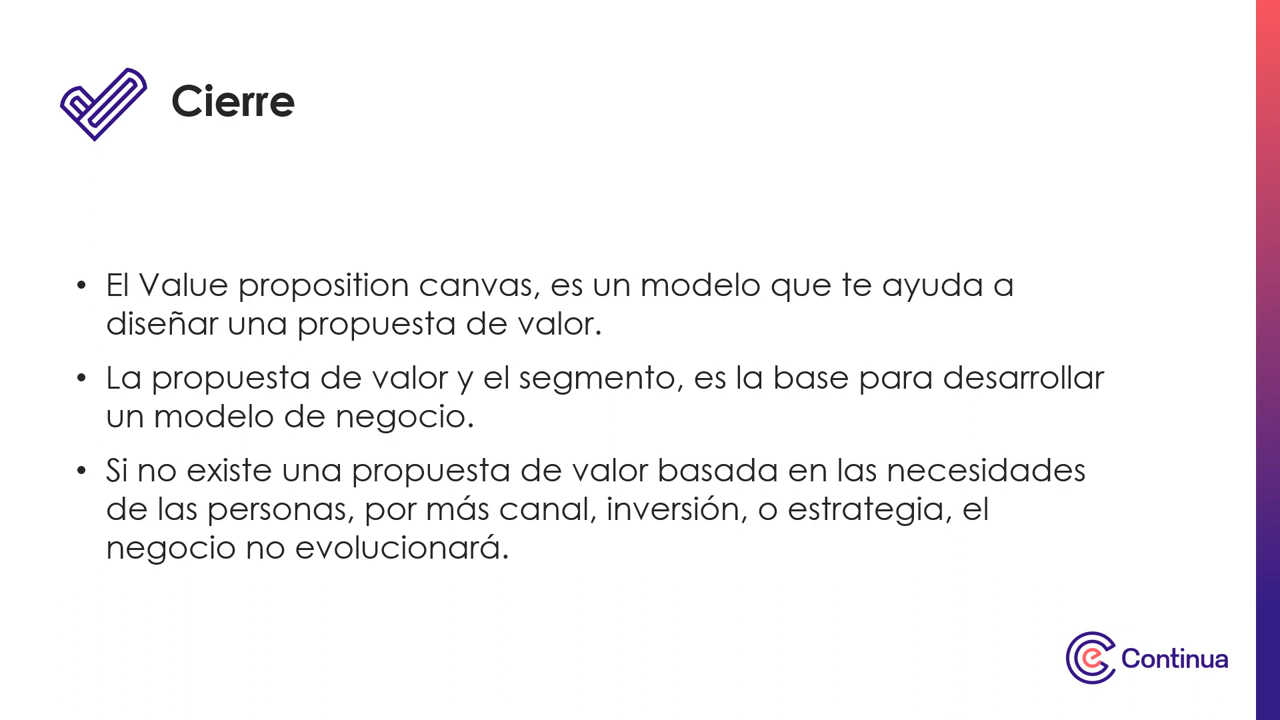 Cierre
• El Value proposition canvas, es un modelo que te ayuda a
diseñar una propuesta de valor.
• La propuesta de valor y el segmento, es la base para desarrollar
un modelo de negocio.
• Si no existe una propuesta de valor basada en las necesidades
de las personas, por más canal, inversión, o estrategia, el
negocio no evolucionará.
e Continua